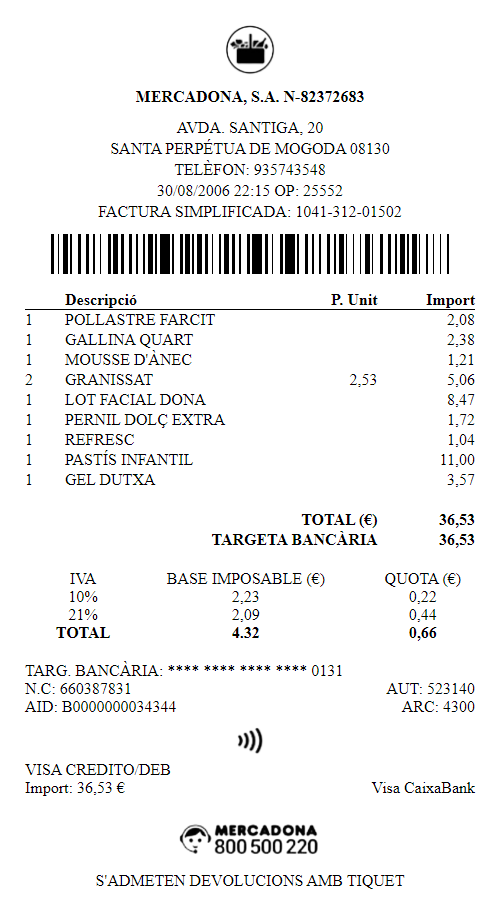 MERCADONA, S.A. N-82372683
AVDA. SANTIGA, 20
SANTA PERPÉTUA DE MOGODA 08130
TELÈFON: 935743548
30/08/2006 22:15 OP: 25552
FACTURA SIMPLIFICADA: 1041-312-01502
Descripció P. Unit Import
1 POLLASTRE FARCIT 2,08
1 GALLINA QUART 2,38
1 MOUSSE D'ÀNEC 1,21
2 GRANISSAT 2,53 5,06
1 LOT FACIAL DONA 8,47
1 PERNIL DOLÇ EXTRA 1,72
1 REFRESC 1,04
1 PASTÍS INFANTIL 11,00
1 GEL DUTXA 3,57
TOTAL (€) 36,53
TARGETA BANCÀRIA 36,53
IVA BASE IMPOSABLE (€) QUOTA (€)
10% 2,23 0,22
21% 2,09 0,44
TOTAL 4.32 0,66
TARG. BANCÀRIA: **** **** **** **** 0131
N.C: 660387831 AUT: 523140
AID: B0000000034344 ARC: 4300
VISA CREDITO/DEB
Import: 36,53 € Visa CaixaBank
MERCADONA
800 500 220
S'ADMETEN DEVOLUCIONS AMB TIQUET